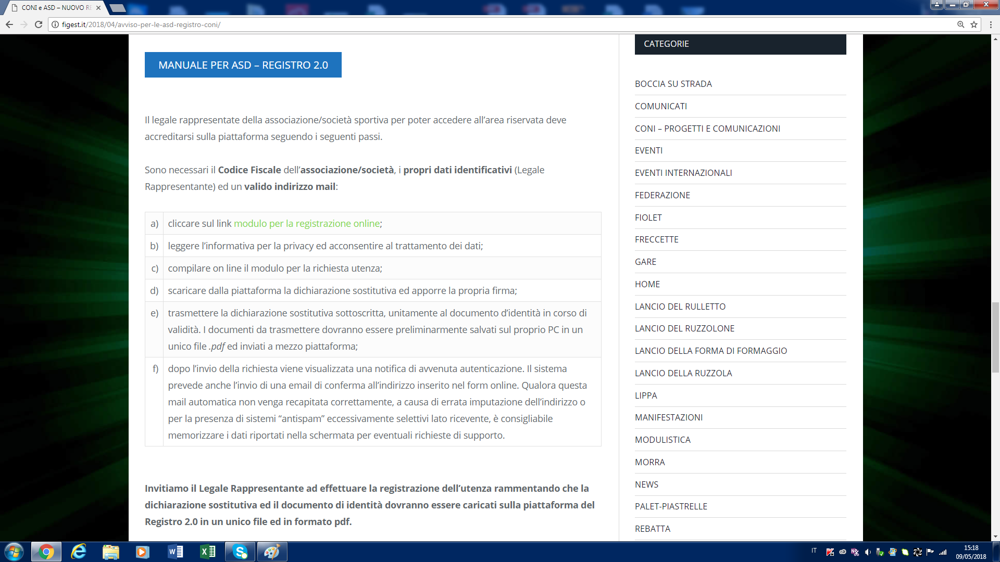 CONI e ASD – NUOVO RE
figest.it/2018/04/avviso-per-le-asd-registro-coni/
MANUALE PER ASD – REGISTRO 2.0
Il legale rappresentate della associazione/società sportiva per poter accedere all’area riservata deve
accreditarsi sulla piattaforma seguendo i seguenti passi.
Sono necessari il Codice Fiscale dell’associazione/società, i propri dati identificativi (Legale
Rappresentante) ed un valido indirizzo mail:
a) cliccare sul link modulo per la registrazione online;
b) leggere l’informativa per la privacy ed acconsentire al trattamento dei dati;
c) compilare on line il modulo per la richiesta utenza;
d) scaricare dalla piattaforma la dichiarazione sostitutiva ed apporre la propria firma;
e) trasmettere la dichiarazione sostitutiva sottoscritta, unitamente al documento d’identità in corso di
validità. I documenti da trasmettere dovranno essere preliminarmente salvati sul proprio PC in un
unico file .pdf ed inviati a mezzo piattaforma;
f) dopo l’invio della richiesta viene visualizzata una notifica di avvenuta autenticazione. Il sistema
prevede anche l’invio di una email di conferma all’indirizzo inserito nel form online. Qualora questa
mail automatica non venga recapitata correttamente, a causa di errata imputazione dell’indirizzo o
per la presenza di sistemi “antispam” eccessivamente selettivi lato ricevente, è consigliabile
memorizzare i dati riportati nella schermata per eventuali richieste di supporto.
Invitiamo il Legale Rappresentante ad effettuare la registrazione dell’utenza rammentando che la
dichiarazione sostitutiva ed il documento di identità dovranno essere caricati sulla piattaforma del
Registro 2.0 in un unico file ed in formato pdf.
CATEGORIE
BOCCIA SU STRADA
COMUNICATI
CONI – PROGETTI E COMUNICAZIONI
EVENTI
EVENTI INTERNAZIONALI
FEDERAZIONE
FIOLET
FRECCETTE
GARE
HOME
LANCIO DEL RULLETTO
LANCIO DEL RUZZOLONE
LANCIO DELLA FORMA DI FORMAGGIO
LANCIO DELLA RUZZOLA
LIPPA
MANIFESTAZIONI
MODULISTICA
MORRA
NEWS
PALET-PIASTRELLE
REBATTA
IT
15:18
09/05/2018